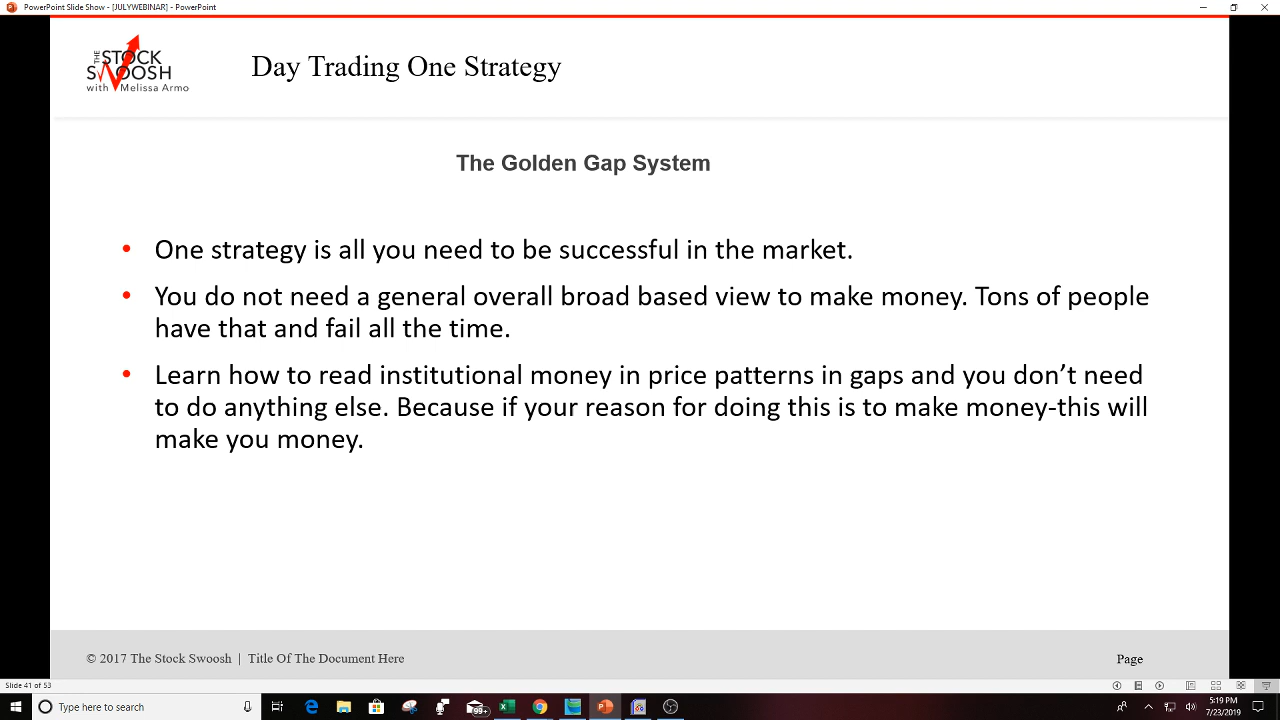 PowerPoint Slide Show - [JULYWEBINAR] - PowerPoint
THE
STOCK
SWOOSH
with Melissa Armo
Day Trading One Strategy
The Golden Gap System
• One strategy is all you need to be successful in the market.
• You do not need a general overall broad based view to make money. Tons of people
have that and fail all the time.
• Learn how to read institutional money in price patterns in gaps and you don’t need
to do anything else. Because if your reason for doing this is to make money-this will
make you money.
© 2017 The Stock Swoosh | Title Of The Document Here
Page
Slide 41 of 53
Type here to search
99+
5:19 PM
7/23/2019